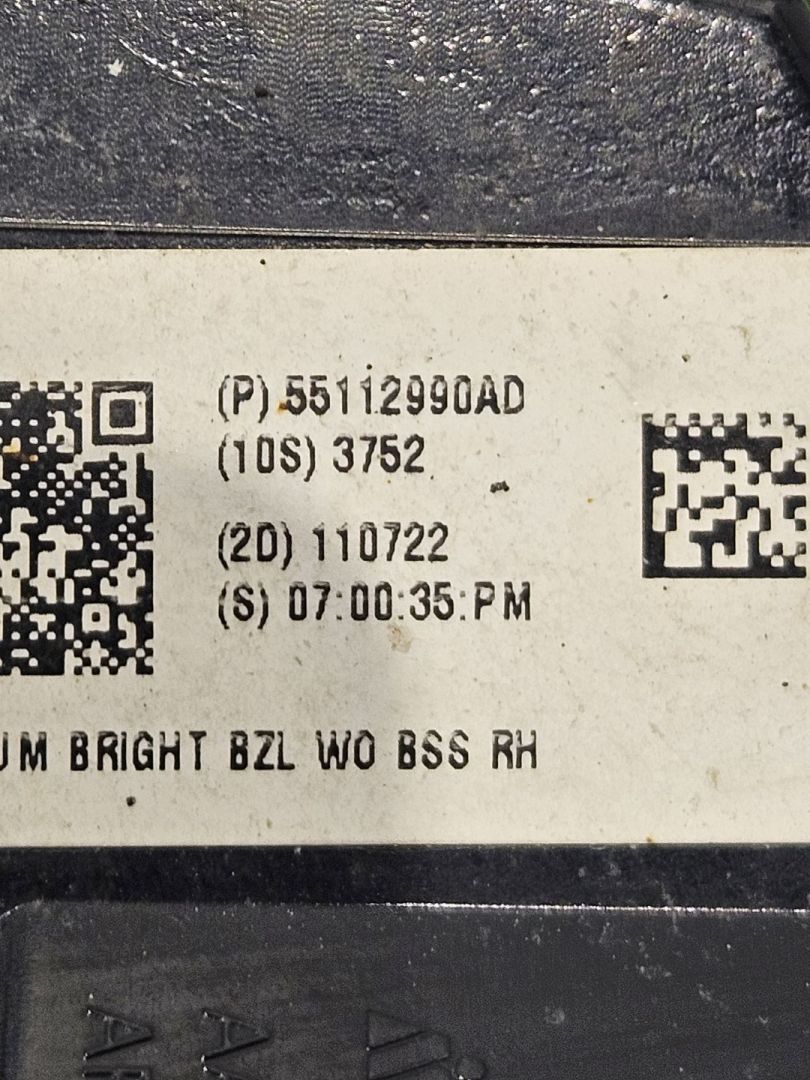 (P) 55112990AD
(10S) 3752
(2D) 110722
(S) 07:00:35:PM
UM BRIGHT BZL WO BSS RH